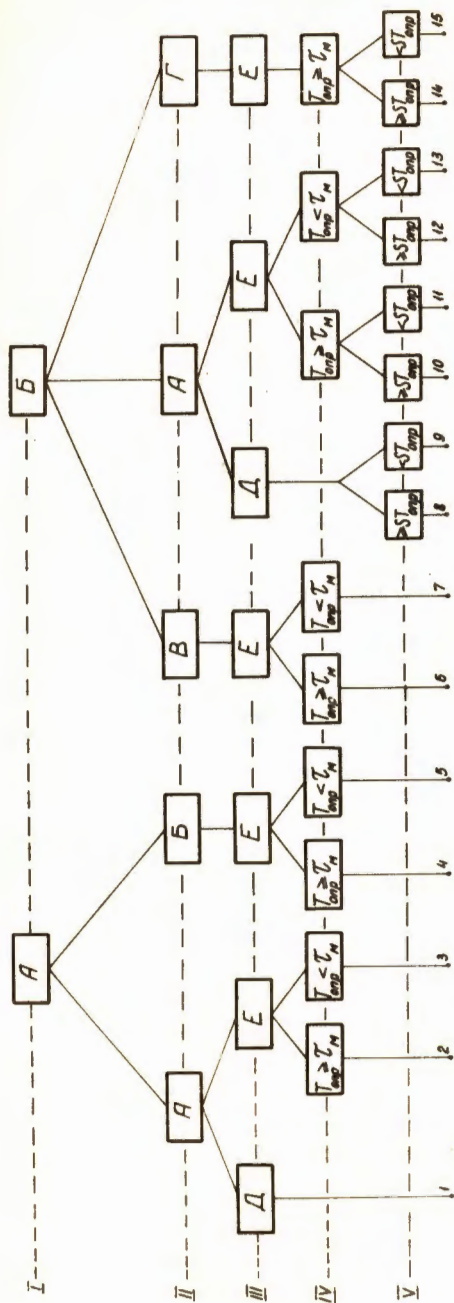 I А Б
II А Б В А Г
III Д Е Е Е Д Е Е
IV Tопр ≥ τм Tопр < τм Tопр ≥ τм Tопр < τм Tопр ≥ τм Tопр < τм Tопр ≥ τм Tопр < τм Tопр ≥ τм
V ≥STопр <STопр ≥STопр <STопр ≥STопр <STопр ≥STопр <STопр
1 2 3 4 5 6 7 8 9 10 11 12 13 14 15